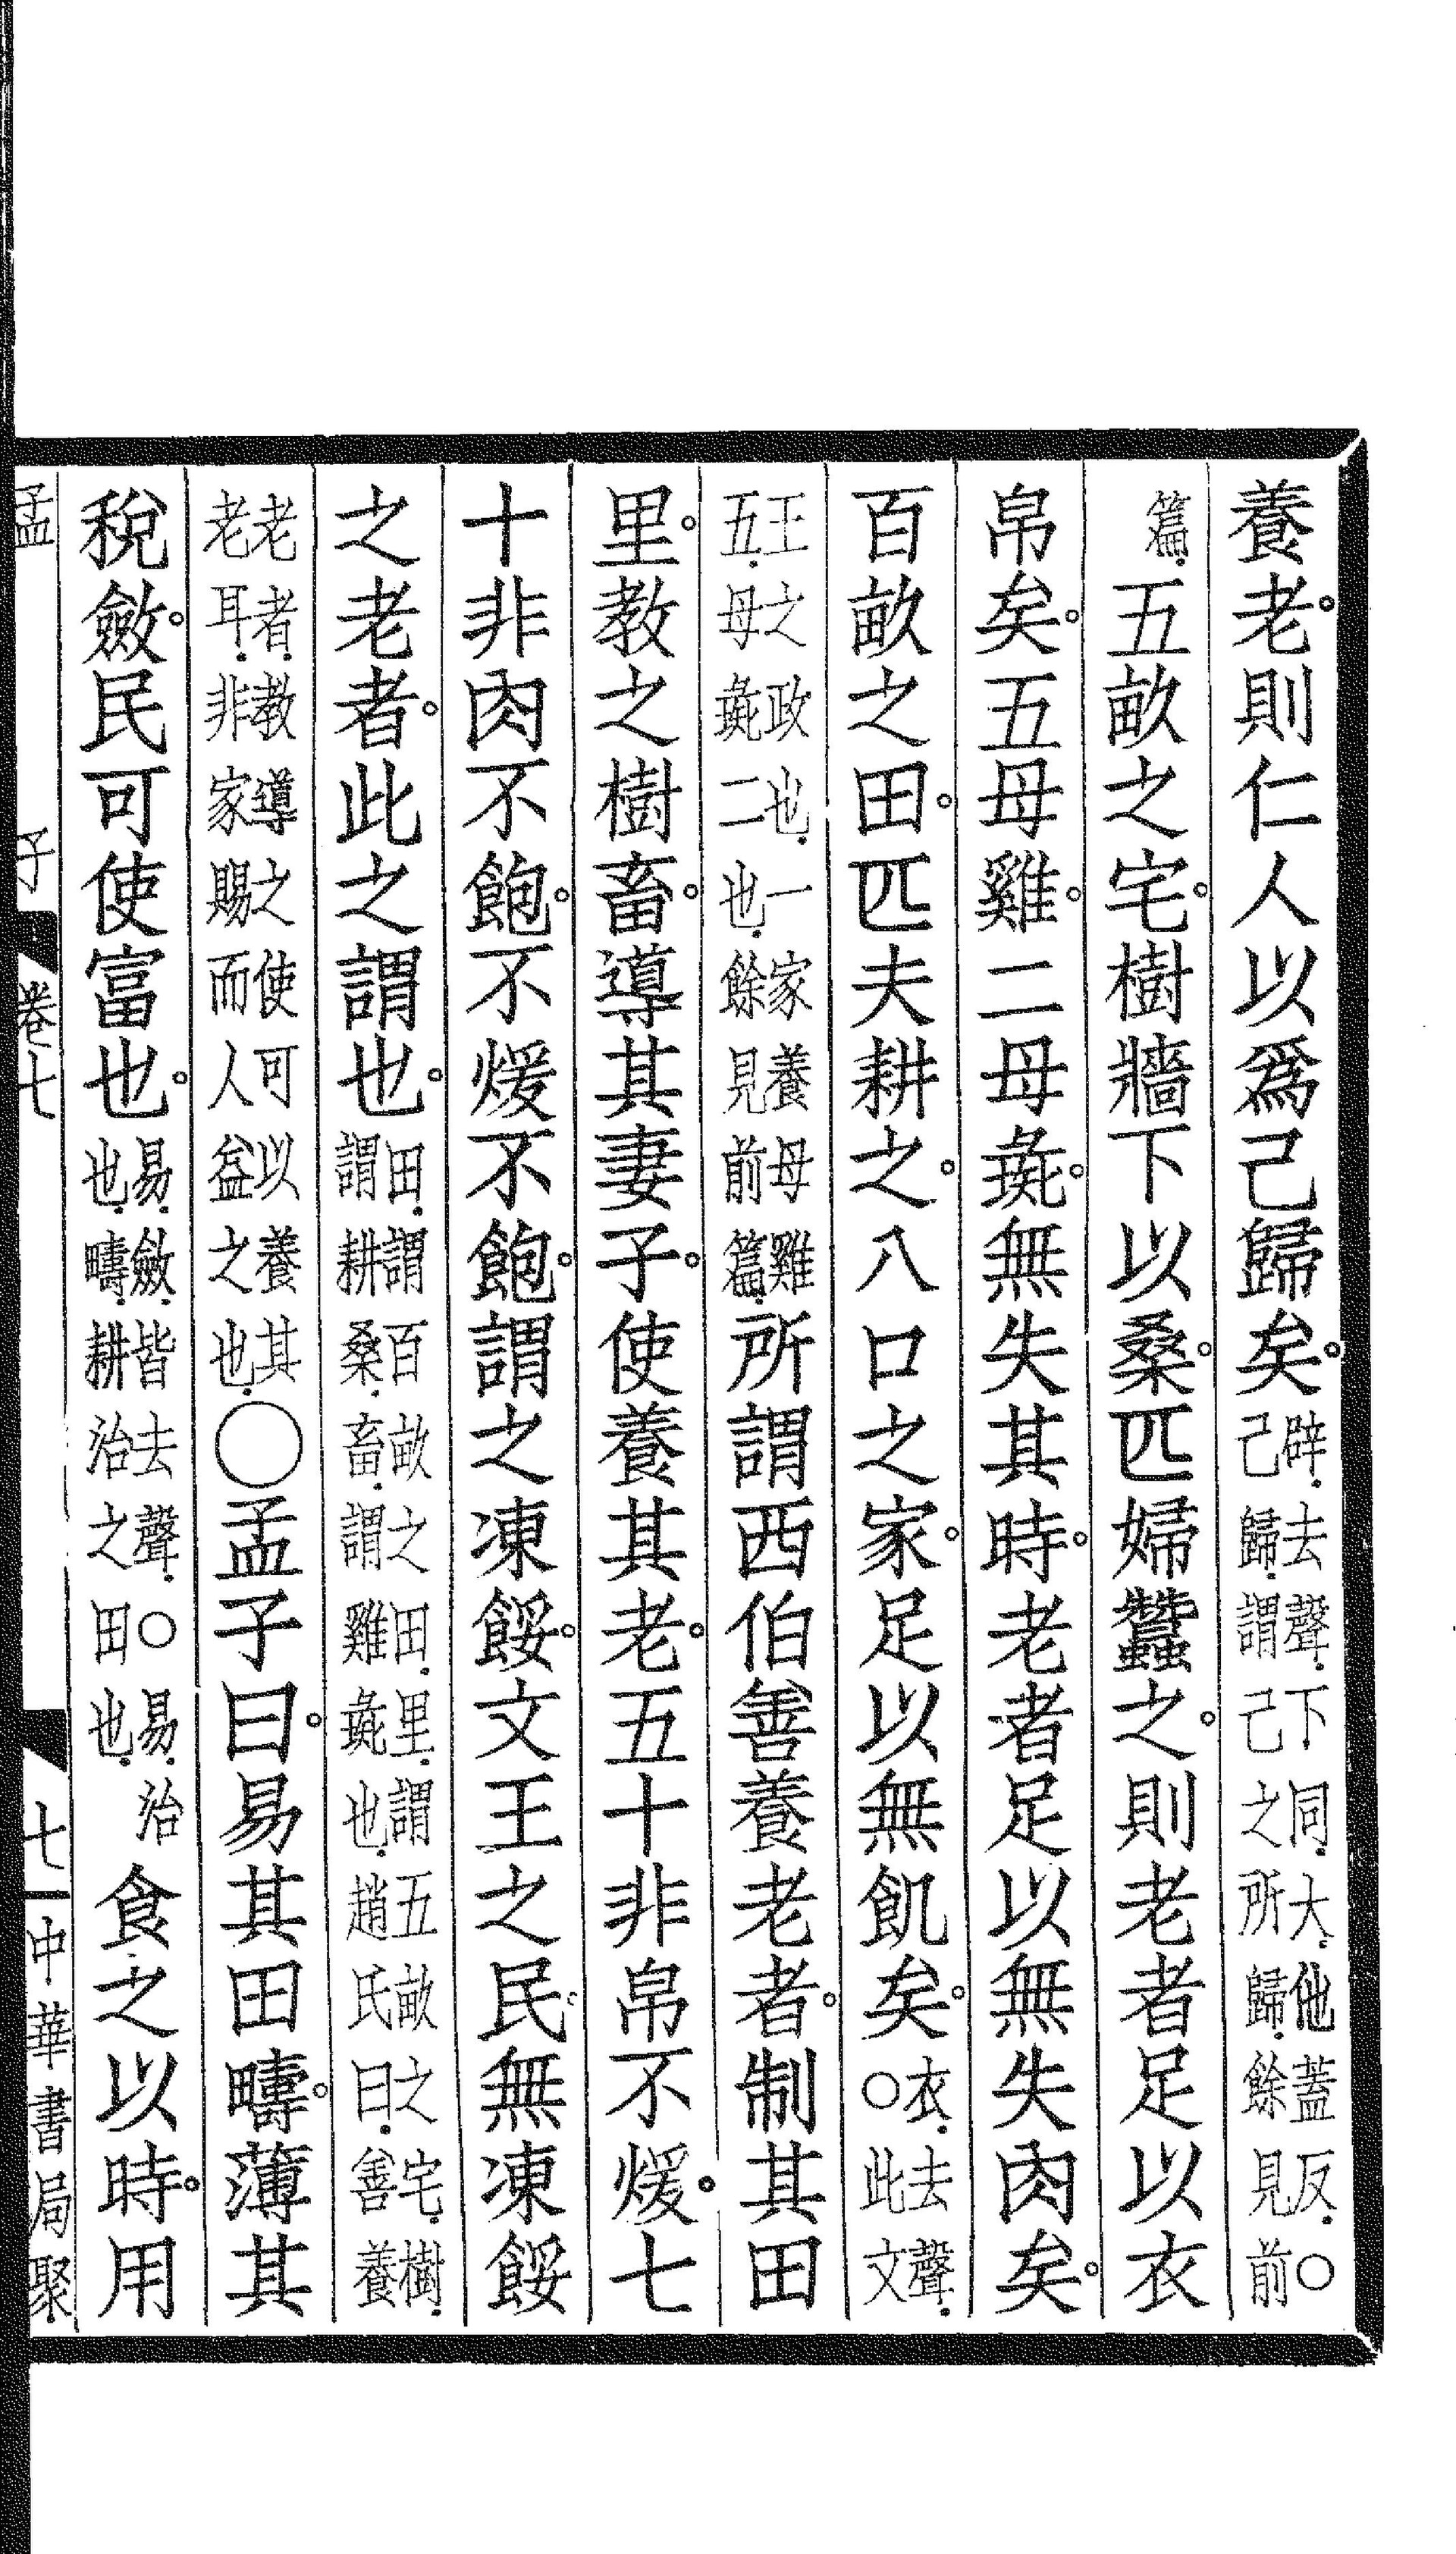 養老。則仁人以爲己歸矣。辟.去聲.下同.大.他蓋反.○己歸.謂己之所歸.餘見前
篇.五畝之宅。樹牆下以桑。匹婦蠶之。則老者足以衣
帛矣。五母雞。二母彘。無失其時。老者足以無失肉矣。
百畝之田。匹夫耕之。八口之家。足以無飢矣。衣.去聲.○此文
王之政也.一家養母雞五.母彘二也.餘見前篇.所謂西伯善養老者。制其田
里。教之樹畜。導其妻子。使養其老。五十非帛不煖。七
十非肉不飽。不煖不飽。謂之凍餒。文王之民。無凍餒
之老者。此之謂也。田.謂百畝之田.里.謂五畝之宅.樹.謂耕桑.畜.謂雞彘也.趙氏曰.善養
老者.教導之使可以養其老耳.非家賜而人益之也.○孟子曰。易其田疇。薄其
稅斂。民可使富也。易.斂.皆去聲.○易.治也.疇.耕治之田也.食之以時。用
孟子 卷七 七 中華書局聚